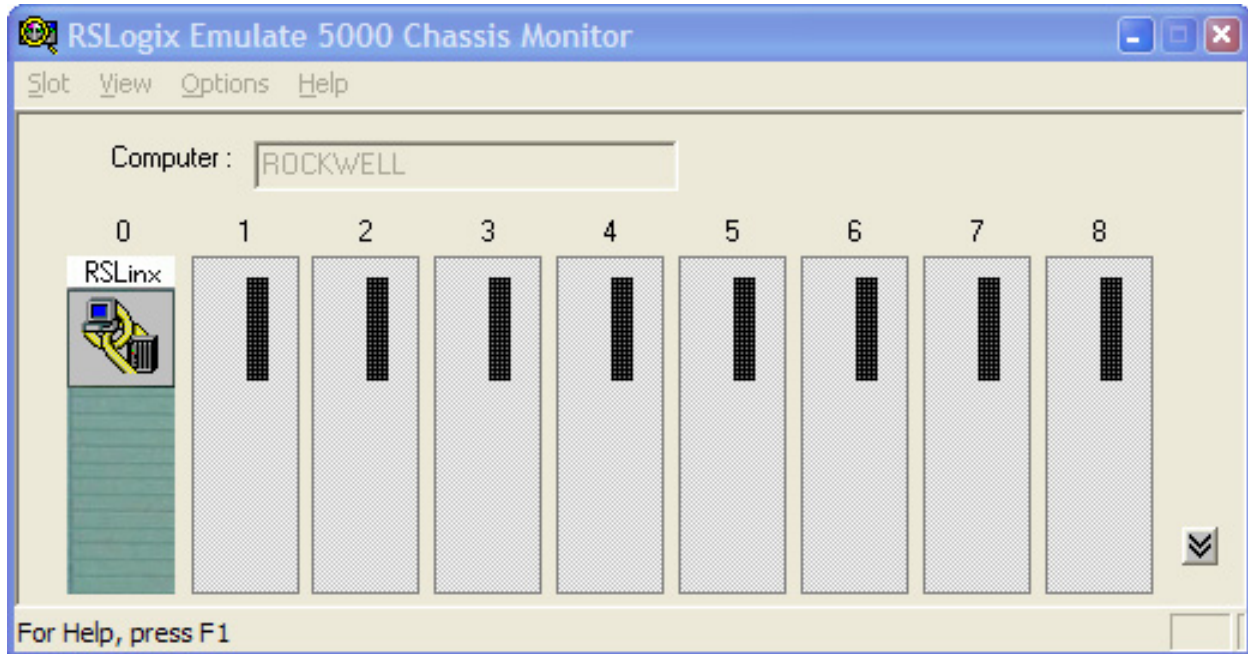 RSLogix Emulate 5000 Chassis Monitor
Slot View Options Help
Computer : ROCKWELL
0 1 2 3 4 5 6 7 8
RSLinx
For Help, press F1